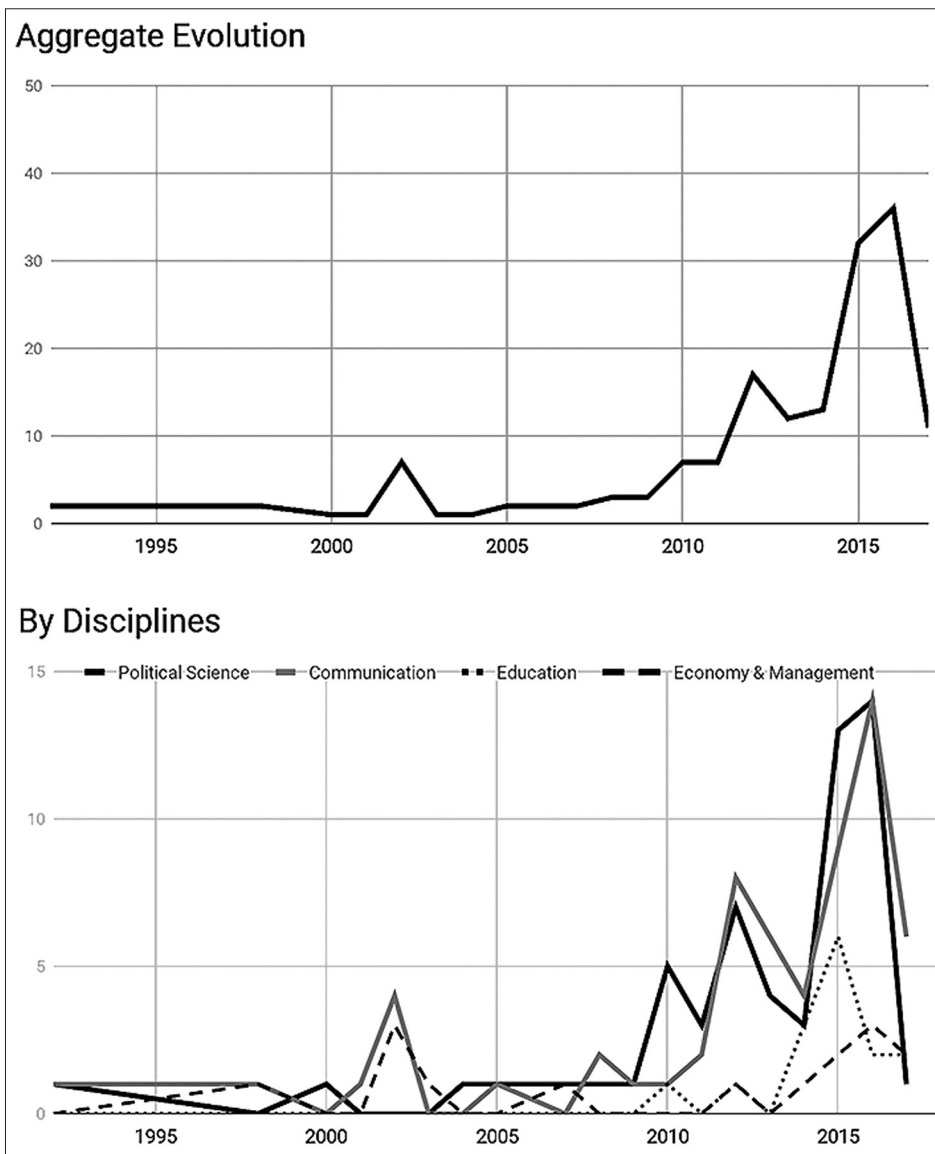 Aggregate Evolution
50
40
30
20
10
0
1995 2000 2005 2010 2015
By Disciplines
15 Political Science Communication Education Economy & Management
10
5
0
1995 2000 2005 2010 2015